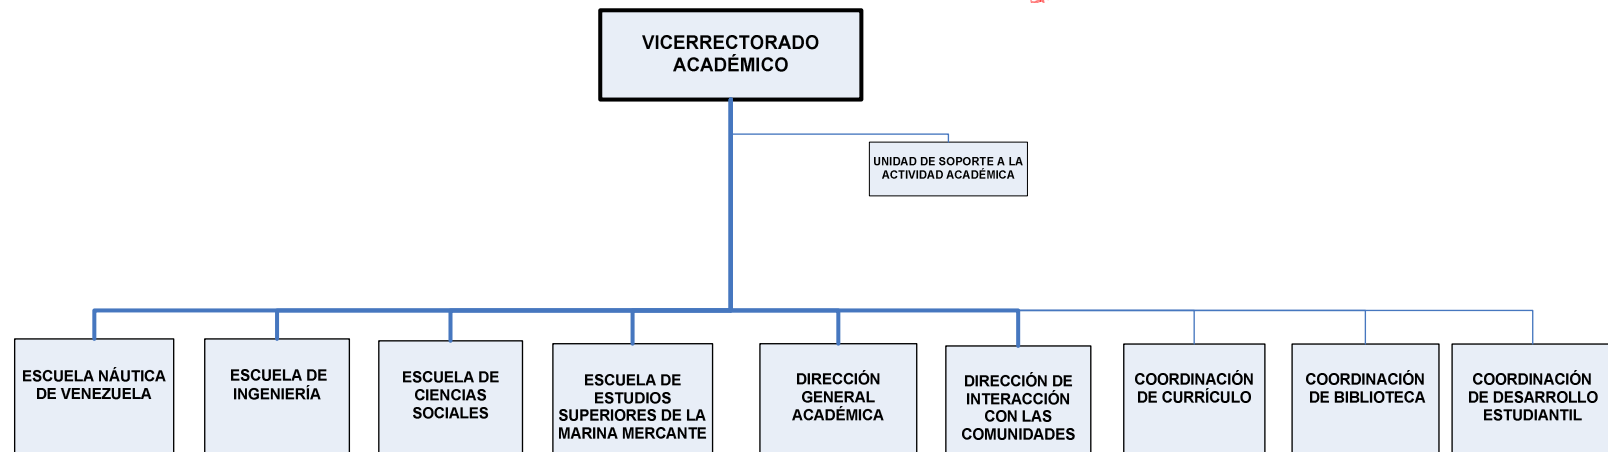 VICERRECTORADO
ACADÉMICO
UNIDAD DE SOPORTE A LA
ACTIVIDAD ACADÉMICA
ESCUELA NÁUTICA
DE VENEZUELA
ESCUELA DE
INGENIERÍA
ESCUELA DE
CIENCIAS
SOCIALES
ESCUELA DE
ESTUDIOS
SUPERIORES DE LA
MARINA MERCANTE
DIRECCIÓN
GENERAL
ACADÉMICA
DIRECCIÓN DE
INTERACCIÓN
CON LAS
COMUNIDADES
COORDINACIÓN
DE CURRÍCULO
COORDINACIÓN
DE BIBLIOTECA
COORDINACIÓN
DE DESARROLLO
ESTUDIANTIL